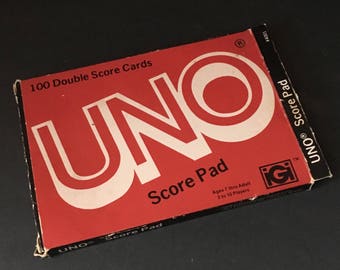 100 Double Score Cards
UNO®
Score Pad
iGi™
Ages 7 thru Adult
2 to 10 Players
UNO® Score Pad
UNO® Score Pad